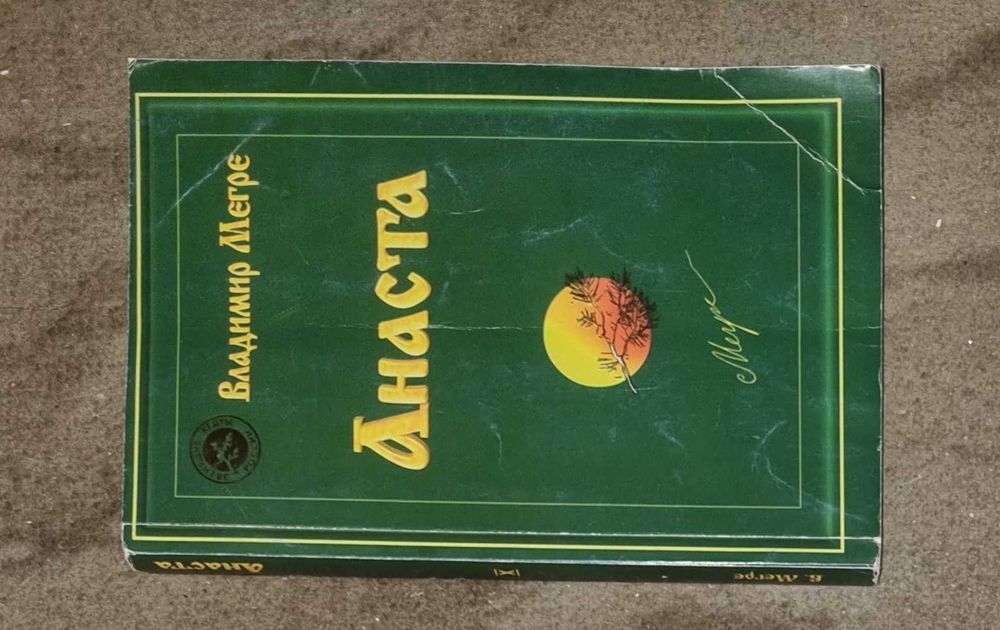 Владимир Мегре
Анаста
Мегре
Анаста
X
В. Мегре